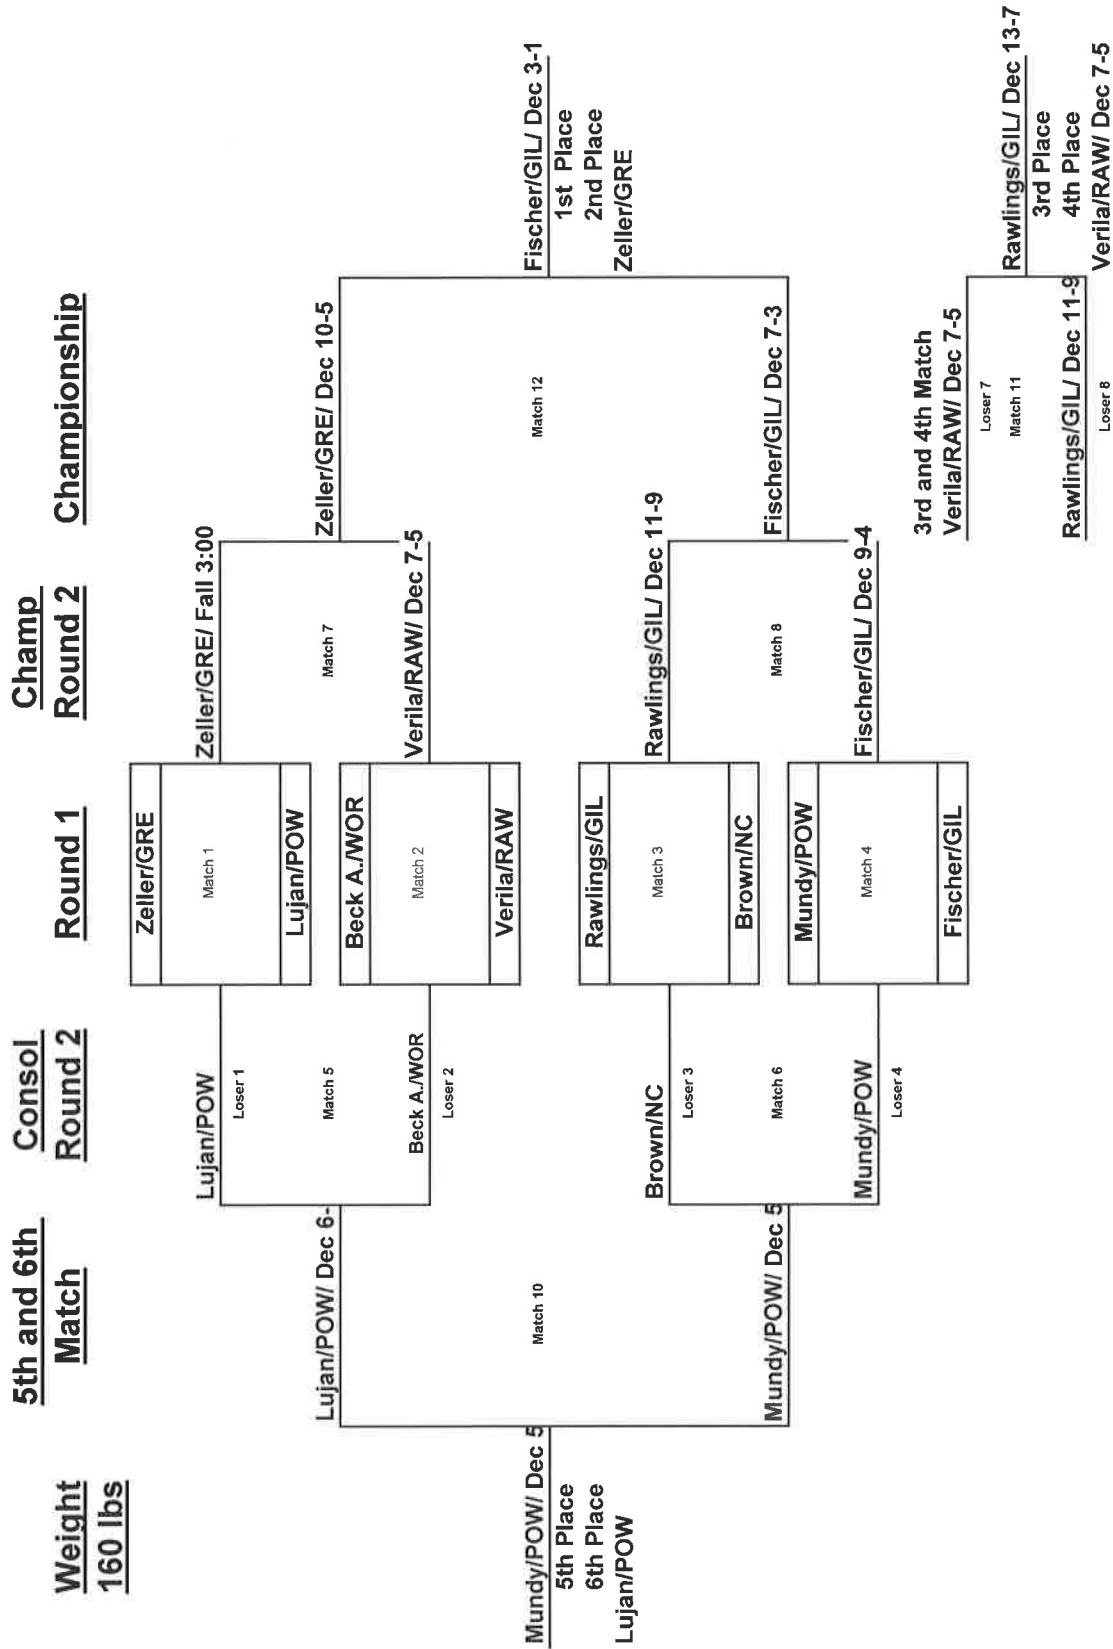 Weight
160 lbs
5th and 6th
Match
Consol
Round 2
Round 1
Champ
Round 2
Championship
Mundy/POW/ Dec 5
5th Place
6th Place
Lujan/POW
Lujan/POW/ Dec 6-
Match 10
Mundy/POW/ Dec 5
Lujan/POW
Loser 1
Match 5
Beck A./WOR
Loser 2
Brown/NC
Loser 3
Match 6
Mundy/POW
Loser 4
Zeller/GRE
Match 1
Lujan/POW
Beck A./WOR
Match 2
Verila/RAW
Rawlings/GIL
Match 3
Brown/NC
Mundy/POW
Match 4
Fischer/GIL
Zeller/GRE/ Fall 3:00
Match 7
Verila/RAW/ Dec 7-5
Rawlings/GIL/ Dec 11-9
Match 8
Fischer/GIL/ Dec 9-4
Zeller/GRE/ Dec 10-5
Match 12
Fischer/GIL/ Dec 7-3
Fischer/GIL/ Dec 3-1
1st Place
2nd Place
Zeller/GRE
3rd and 4th Match
Verila/RAW/ Dec 7-5
Loser 7
Match 11
Rawlings/GIL/ Dec 11-9
Loser 8
Rawlings/GIL/ Dec 13-7
3rd Place
4th Place
Verila/RAW/ Dec 7-5